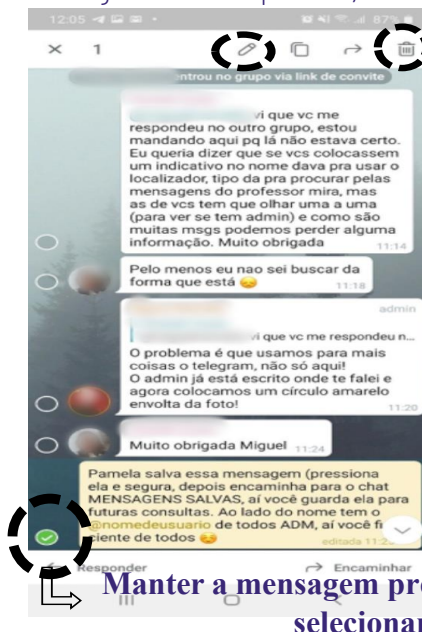 12:05
87%
1
entrou no grupo via link de convite
vi que vc me
respondeu no outro grupo, estou
mandando aqui pq lá não estava certo.
Eu queria dizer que se vcs colocassem
um indicativo no nome dava pra usar o
localizador, tipo da pra procurar pelas
mensagens do professor mira, mas
as de vcs tem que olhar uma a uma
(para ver se tem admin) e como são
muitas msgs podemos perder alguma
informação. Muito obrigada
11:14
Pelo menos eu nao sei buscar da
forma que está 😔
11:18
admin
vi que vc me respondeu n...
O problema é que usamos para mais
coisas o telegram, não só aqui!
O admin já está escrito onde te falei e
agora colocamos um círculo amarelo
envolta da foto!
11:20
Muito obrigada Miguel 11:24
Pamela salva essa mensagem (pressiona
ela e segura, depois encaminha para o chat
MENSAGENS SALVAS, aí você guarda ela para
futuras consultas. Ao lado do nome tem o
@nomedeusuario de todos ADM, aí você
ciente de todos
editada
Responder
Encaminhar
Manter a mensagem